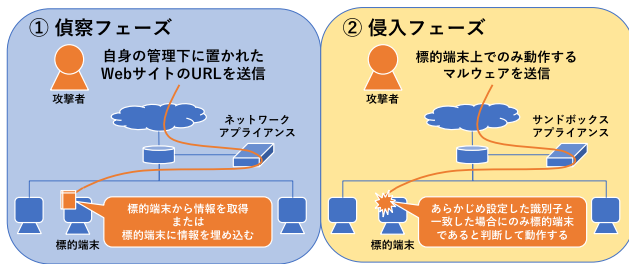 ① 偵察フェーズ
自身の管理下に置かれた
WebサイトのURLを送信
攻撃者
ネットワーク
アプライアンス
標的端末から情報を取得
または
標的端末に情報を埋め込む
標的端末
② 侵入フェーズ
標的端末上でのみ動作する
マルウェアを送信
攻撃者
サンドボックス
アプライアンス
あらかじめ設定した識別子と
一致した場合にのみ標的端末
であると判断して動作する
標的端末